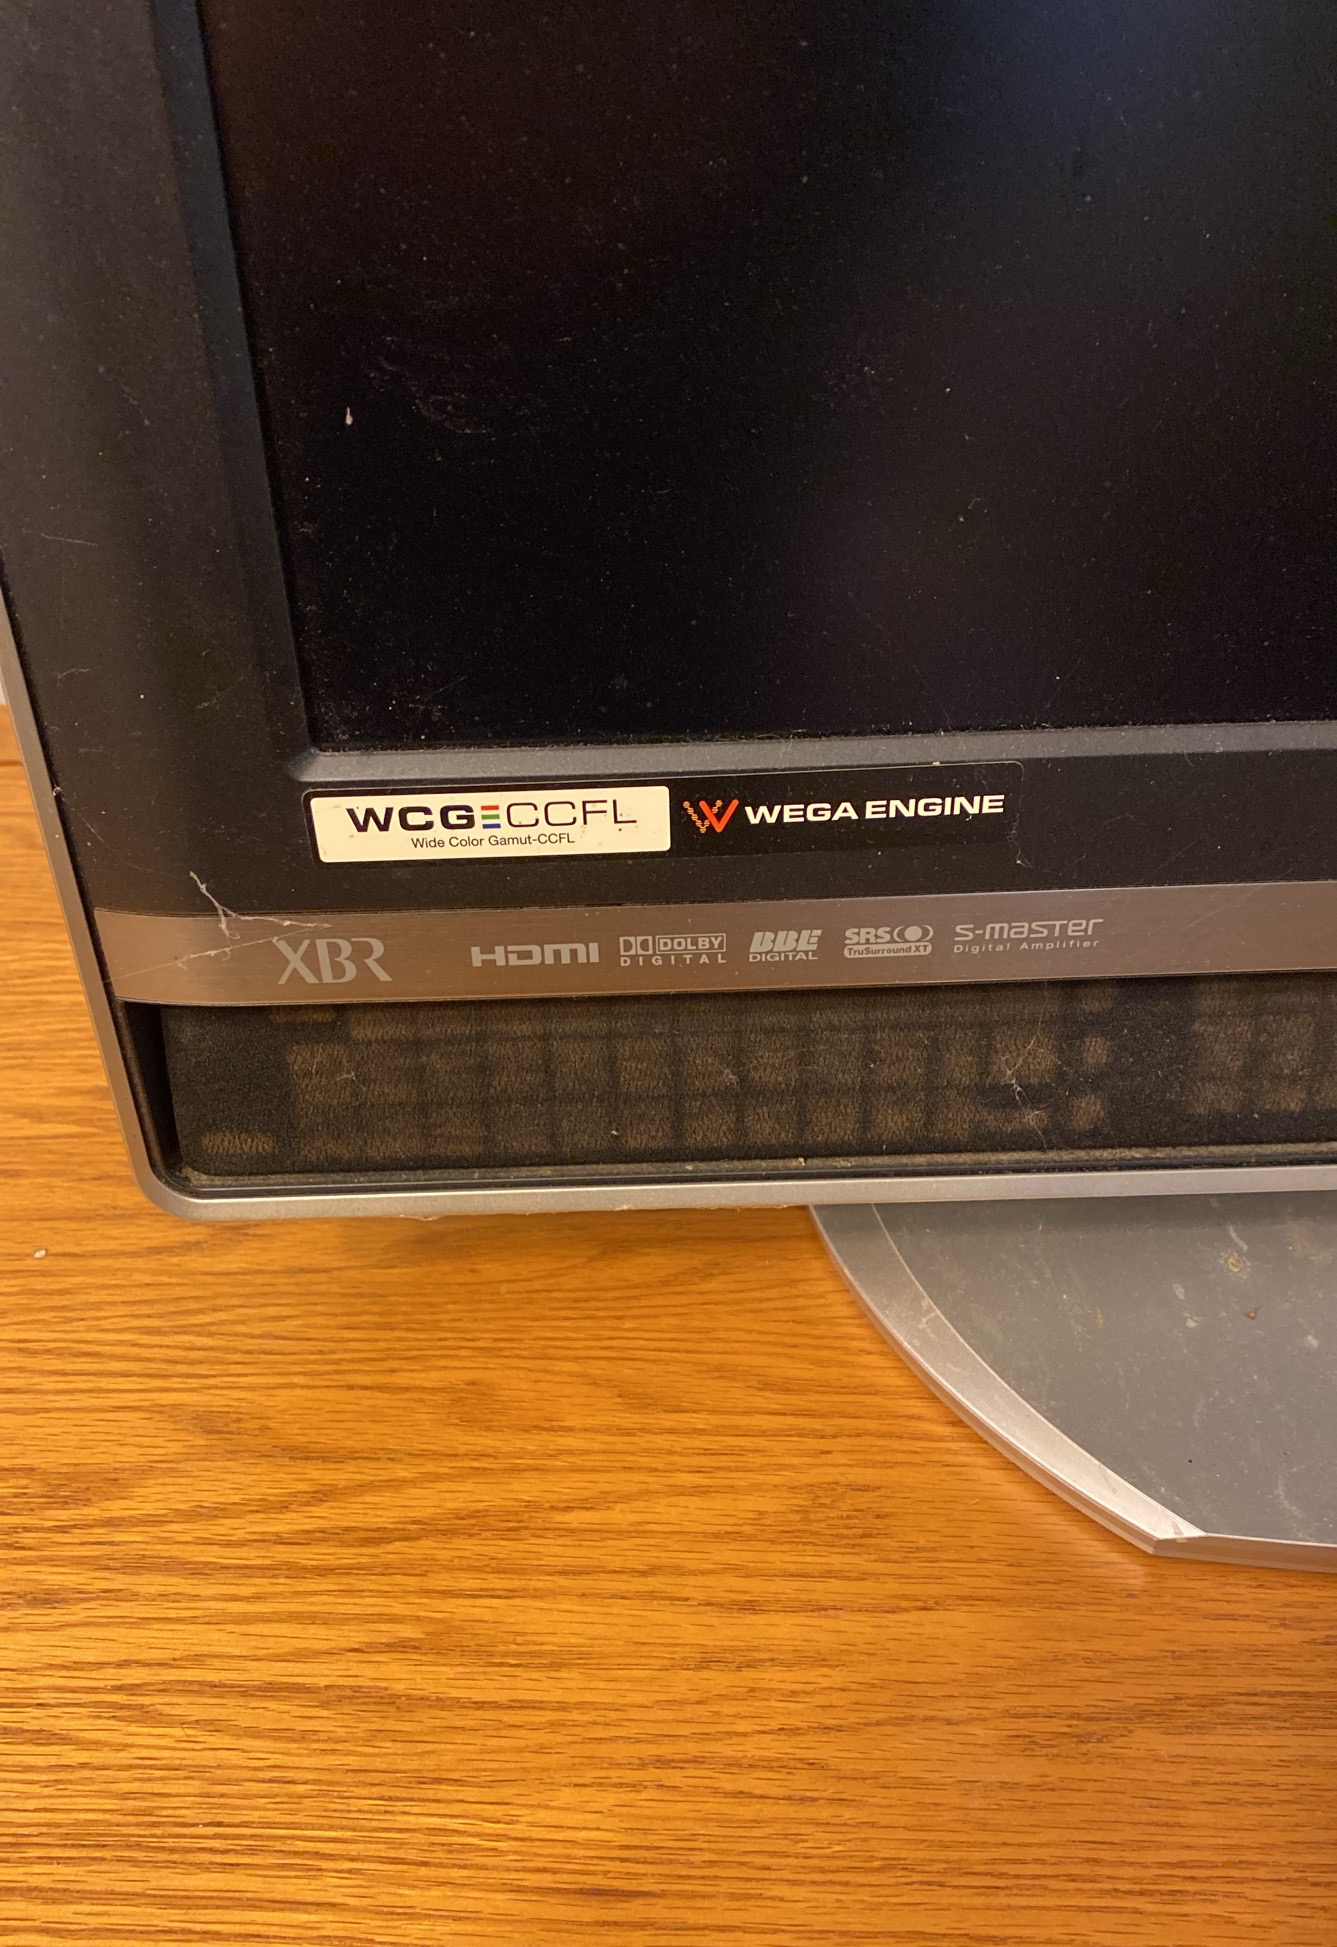 WCG CCFL
Wide Color Gamut-CCFL
WEGA ENGINE
XBR
HDMI
DOLBY
DIGITAL
BBE
DIGITAL
SRS
TruSurround XT
S-master
Digital Amplifier